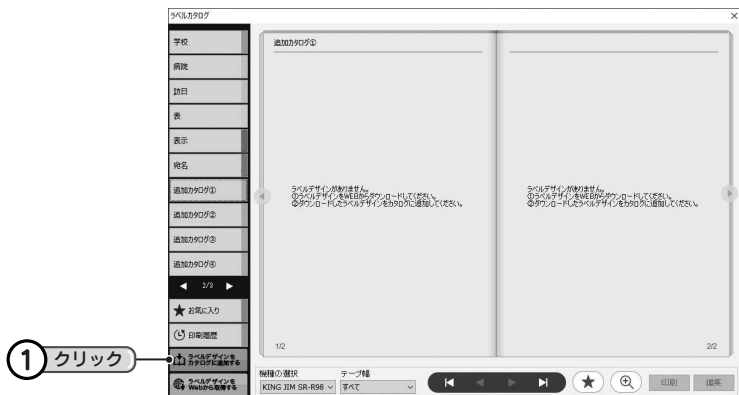 ラベルカタログ
×
学校
病院
訪日
表
表示
宛名
追加カタログ①
追加カタログ②
追加カタログ③
追加カタログ④
◀ 2/3 ▶
★ お気に入り
印刷履歴
ラベルデザインを
カタログに追加する
ラベルデザインを
Webから取得する
① クリック
追加カタログ①
ラベルデザインがありません。
①ラベルデザインをWEBからダウンロードしてください。
②ダウンロードしたラベルデザインをカタログに追加してください。
1/2
ラベルデザインがありません。
①ラベルデザインをWEBからダウンロードしてください。
②ダウンロードしたラベルデザインをカタログに追加してください。
2/2
機種の選択
KING JIM SR-R98
テープ幅
すべて
印刷
編集